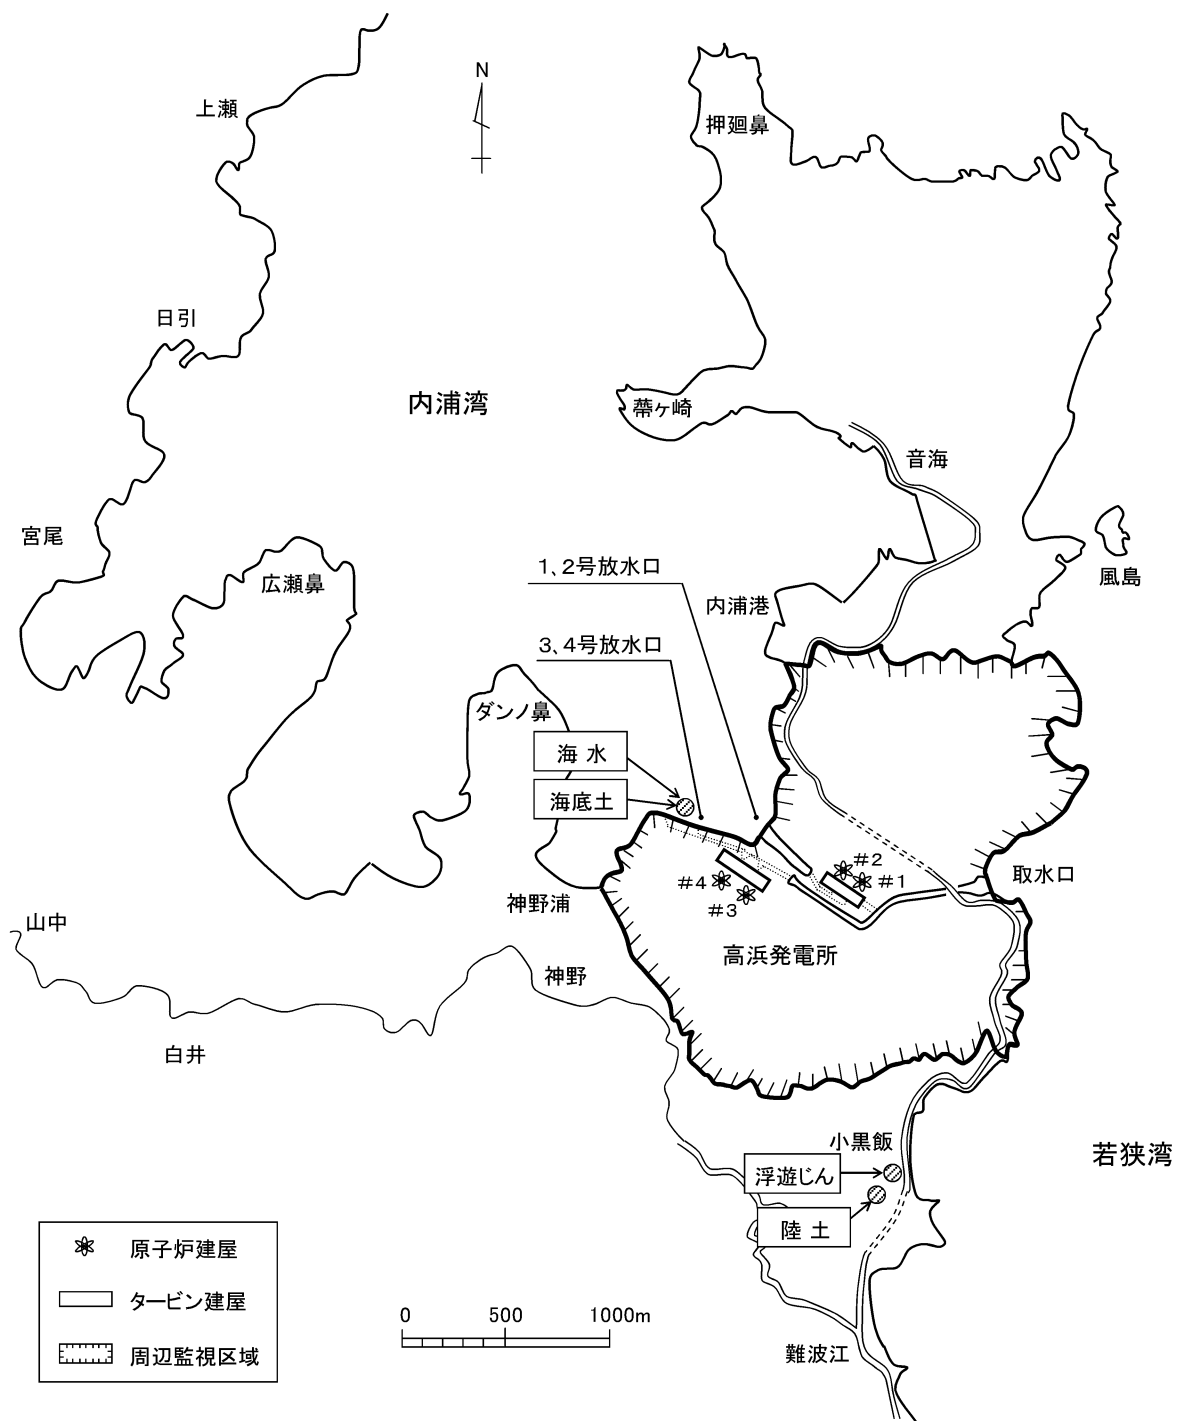 N
上瀬
押廻鼻
日引
内浦湾
蔕ヶ崎
音海
宮尾
広瀬鼻
1、2号放水口
内浦港
風島
3、4号放水口
ダンノ鼻
海水
海底土
#2
#1
#4
#3
取水口
神野浦
山中
高浜発電所
神野
白井
小黒飯
若狭湾
浮遊じん
陸土
原子炉建屋
タービン建屋
周辺監視区域
0 500 1000m
難波江